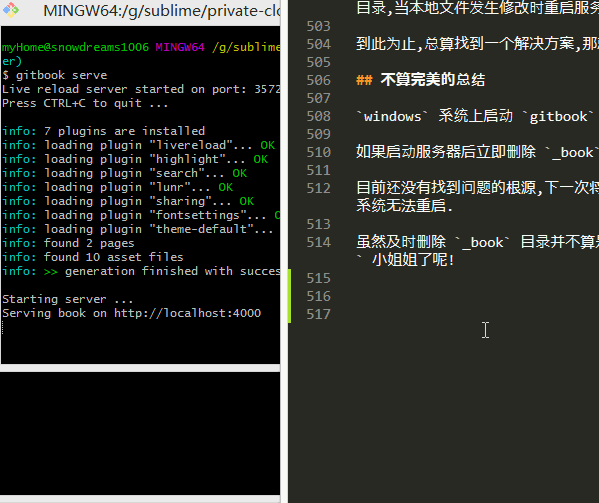 MINGW64:/g/sublime/private-clo
myHome@snowdreams1006 MINGW64 /g/sublime
er)
$ gitbook serve
Live reload server started on port: 3572
Press CTRL+C to quit ...
info: 7 plugins are installed
info: loading plugin "livereload"... OK
info: loading plugin "highlight"... OK
info: loading plugin "search"... OK
info: loading plugin "lunr"... OK
info: loading plugin "sharing"... OK
info: loading plugin "fontsettings"... O
info: loading plugin "theme-default"...
info: found 2 pages
info: found 10 asset files
info: >> generation finished with succes
Starting server ...
Serving book on http://localhost:4000
目录,当本地文件发生修改时重启服务
503
504 到此为止,总算找到一个解决方案,那
505
506 ## 不算完美的总结
507
508 `windows` 系统上启动 `gitbook`
509
510 如果启动服务器后立即删除 `_book`
511
512 目前还没有找到问题的根源,下一次将
系统无法重启.
513
514 虽然及时删除 `_book` 目录并不算是
` 小姐姐了呢!
515
516
517